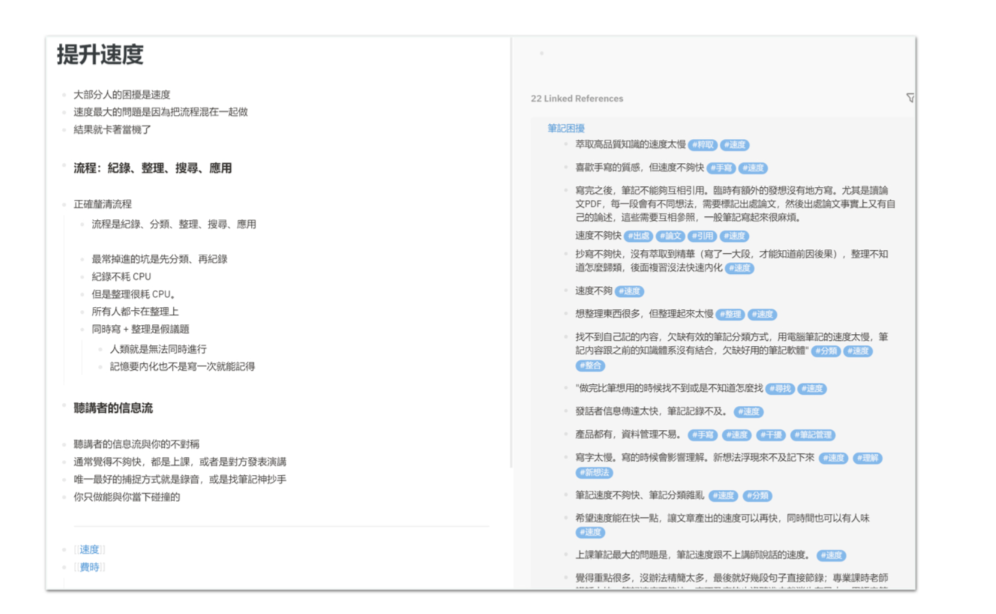 提升速度
大部分人的困擾是速度
速度最大的問題是因為把流程混在一起做
結果就卡著當機了
流程：紀錄、整理、搜尋、應用
正確釐清流程
流程是紀錄、分類、整理、搜尋、應用
最常掉進的坑是先分類、再紀錄
紀錄不耗 CPU
但是整理很耗 CPU。
所有人都卡在整理上
同時寫 + 整理是假議題
人類就是無法同時進行
記憶要內化也不是寫一次就能記得
聽講者的信息流
聽講者的信息流與你的不對稱
通常覺得不夠快，都是上課，或者是對方發表演講
唯一最好的捕捉方式就是錄音，或是找筆記神抄手
你只做能與你當下碰撞的
速度
費時
22 Linked References
筆記困擾
萃取高品質知識的速度太慢 #粹取 #速度
喜歡手寫的質感，但速度不夠快 #手寫 #速度
寫完之後，筆記不能夠互相引用。臨時有額外的發想沒有地方寫。尤其是讀論
文PDF，每一段會有不同想法，需要標記出處論文，然後出處論文事實上又有自
己的論述，這些需要互相參照，一般筆記寫起來很麻煩。
速度不夠快 #出處 #論文 #引用 #速度
抄寫不夠快，沒有萃取到精華（寫了一大段，才能知道前因後果），整理不知
道怎麼歸類，後面複習沒法快速內化 #速度
速度不夠 #速度
想整理東西很多，但整理起來太慢 #整理 #速度
找不到自己記的內容，欠缺有效的筆記分類方式，用電腦筆記的速度太慢，筆
記內容跟之前的知識體系沒有結合，欠缺好用的筆記軟體" #分類 #速度
#整合
"做完比筆想用的時候找不到或是不知道怎麼找 #尋找 #速度
發話者信息傳達太快，筆記記錄不及。 #速度
產品都有，資料管理不易。 #手寫 #速度 #干擾 #筆記管理
寫字太慢。寫的時候會影響理解。新想法浮現來不及記下來 #速度 #理解
#新想法
筆記速度不夠快、筆記分類雜亂 #速度 #分類
希望速度能在快一點，讓文章產出的速度可以再快，同時間也可以有人味
#速度
上課筆記最大的問題是，筆記速度跟不上講師說話的速度。 #速度
覺得重點很多，沒辦法精簡太多，最後就好幾段句子直接節錄；專業課時老師